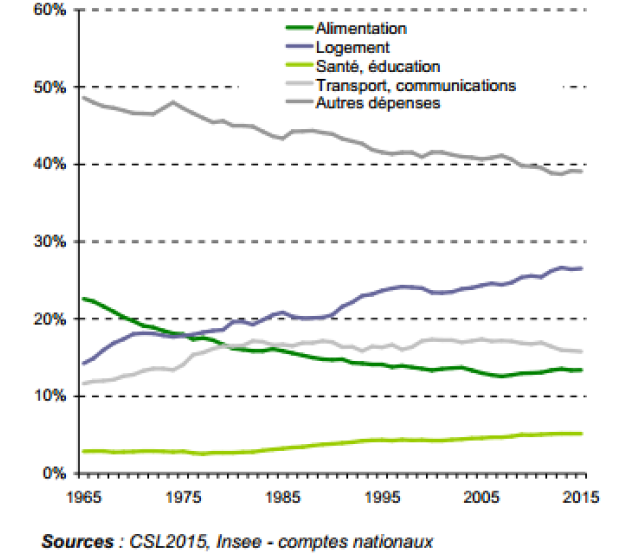 60%
Alimentation
Logement
Santé, éducation
50%
Transport, communications
Autres dépenses
40%
30%
20%
10%
0%
1965 1975 1985 1995 2005 2015
Sources : CSL2015, Insee - comptes nationaux